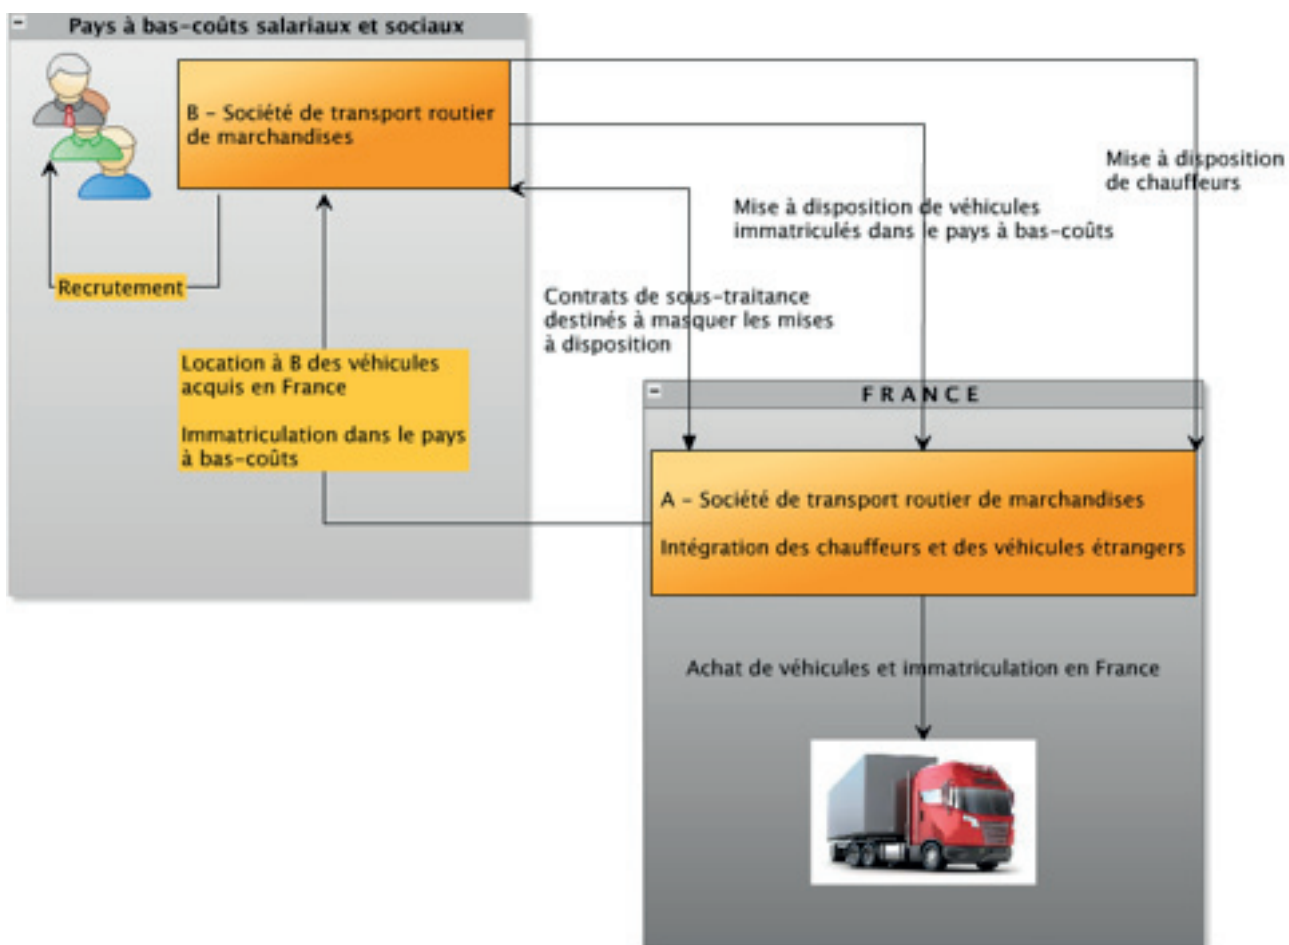 Pays à bas-coûts salariaux et sociaux
B - Société de transport routier
de marchandises
Mise à disposition
de chauffeurs
Mise à disposition de véhicules
immatriculés dans le pays à bas-coûts
Recrutement
Contrats de sous-traitance
destinés à masquer les mises
à disposition
Location à B des véhicules
acquis en France
Immatriculation dans le pays
à bas-coûts
FRANCE
A - Société de transport routier de marchandises
Intégration des chauffeurs et des véhicules étrangers
Achat de véhicules et immatriculation en France